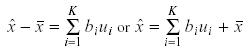 x̂ − x̄ = ∑_{i=1}^{K} b_i u_i or x̂ = ∑_{i=1}^{K} b_i u_i + x̄